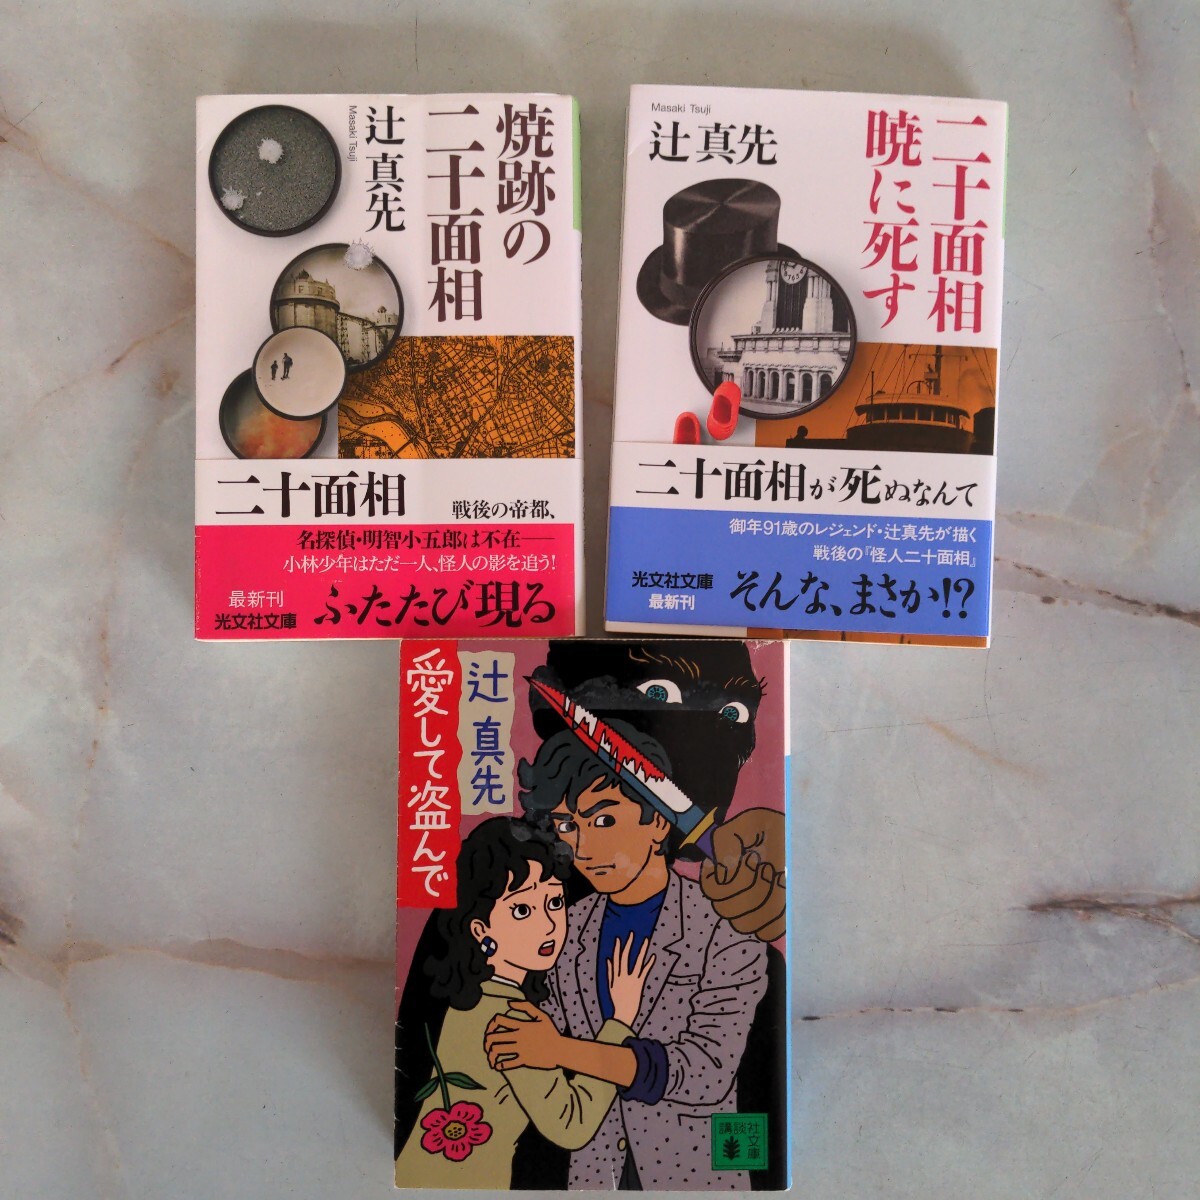 焼跡の
二十面相
辻 真先
Masaki Tsuji
二十面相
戦後の帝都、
名探偵・明智小五郎は不在──
小林少年はただ一人、怪人の影を追う!
最新刊
光文社文庫
ふたたび現る
Masaki Tsuji
辻 真先
二十面相
暁に死す
二十面相が死ぬなんて
御年91歳のレジェンド・辻真先が描く
戦後の『怪人二十面相』
光文社文庫
最新刊
そんな、まさか!?
辻 真先
愛して盗んで
講談社
文庫